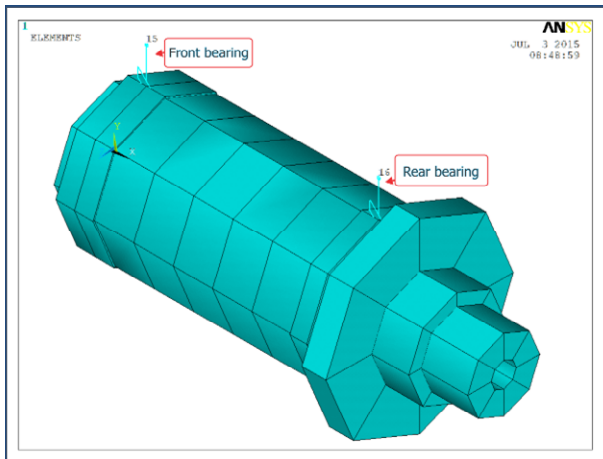 1
ELEMENTS
ANSYS
JUL 3 2015
08:48:59
15
Front bearing
Y
X
16
Rear bearing